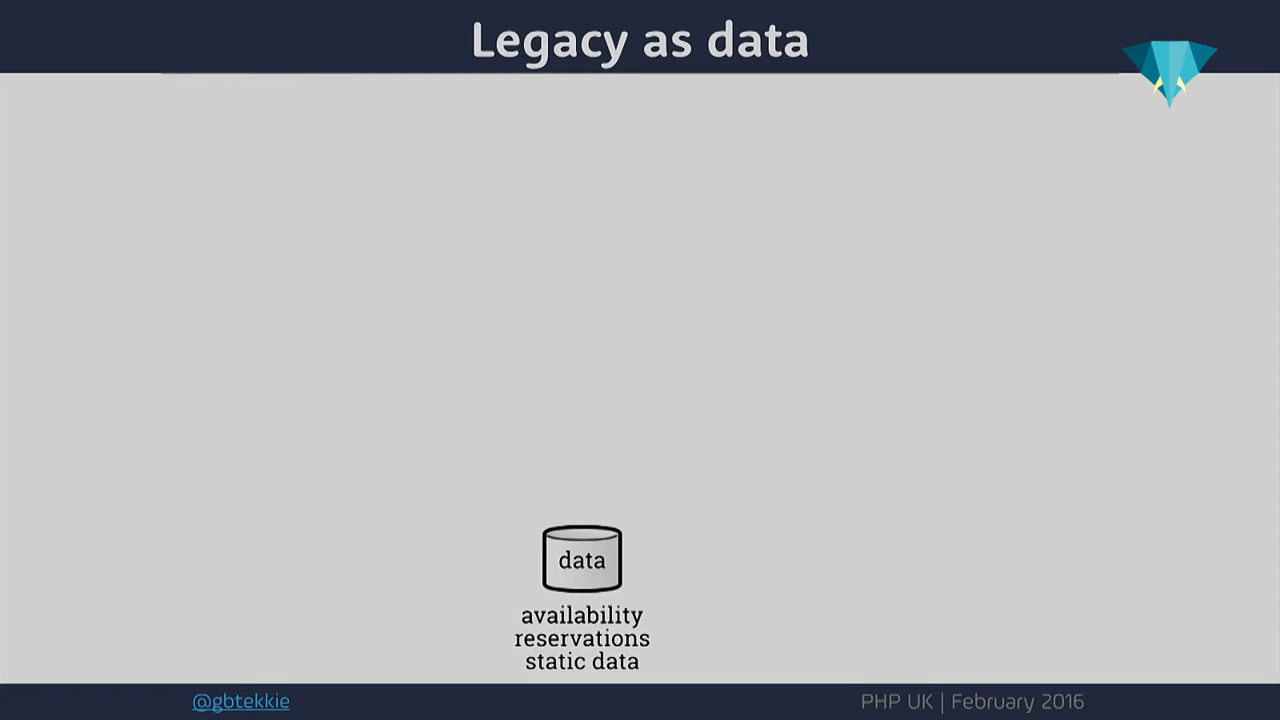 Legacy as data
data
availability
reservations
static data
@gbtekkie
PHP UK | February 2016